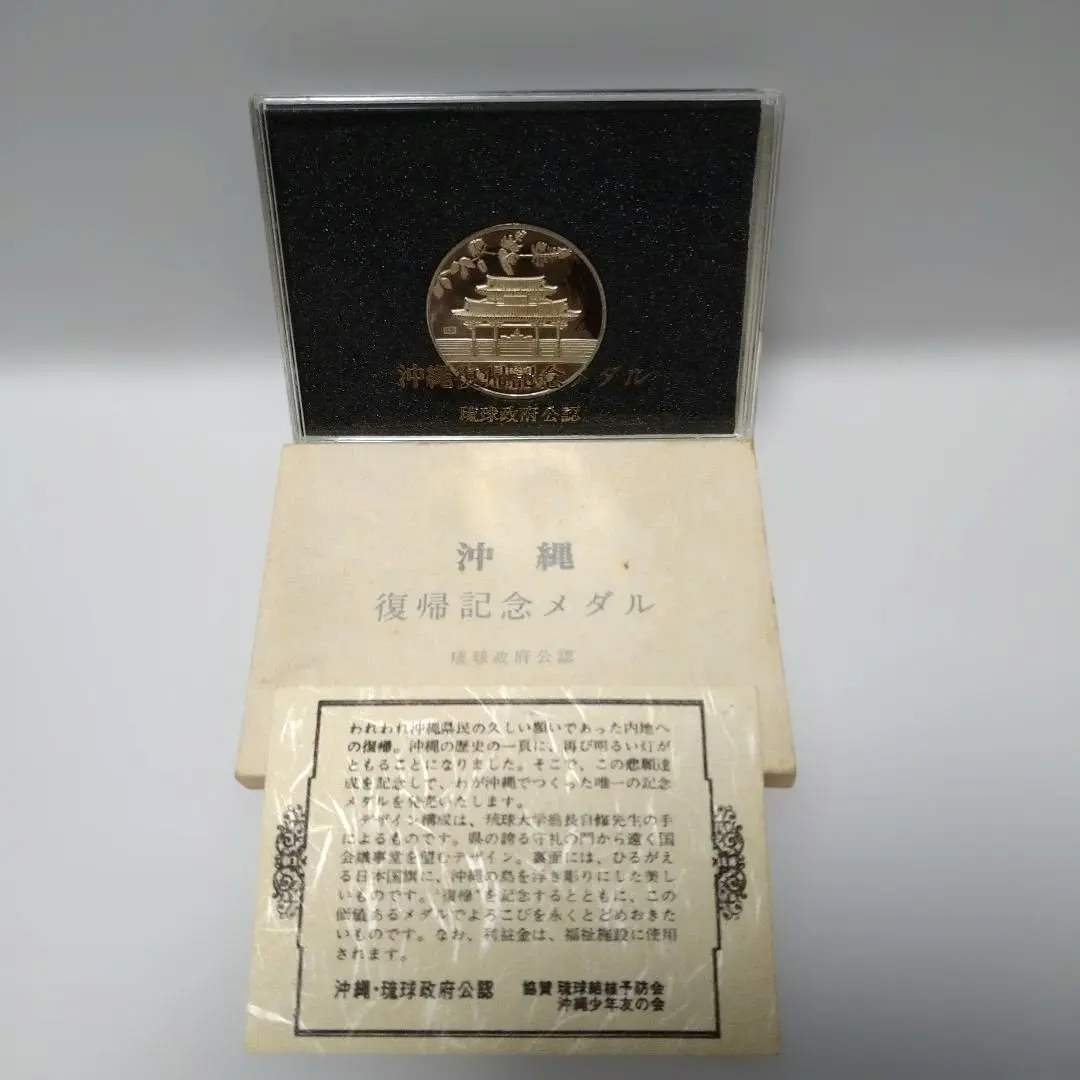 沖縄復帰記念メダル
琉球政府公認
沖縄
復帰記念メダル
琉球政府公認
われわれ沖縄県民の久しい願いであった内地へ
の復帰。沖縄の歴史の一頁に、再び明るい灯が
ともることになりました。そこで、この悲願達
成を記念して、わが沖縄でつくった唯一の記念
メダルを発売いたします。
デザイン構成は、琉球大学翁長自修先生の手
によるものです。県の誇る守礼の門から遠く国
会議事堂を望むデザイン。裏面には、ひるがえ
る日本国旗に、沖縄の島を浮き彫りにした美し
いものです。"復帰"を記念するとともに、この
価値あるメダルでよろこびを永くとどめおきた
いものです。なお、利益金は、福祉施設に使用
されます。
沖縄・琉球政府公認 協賛 琉球結核予防会
沖縄少年友の会